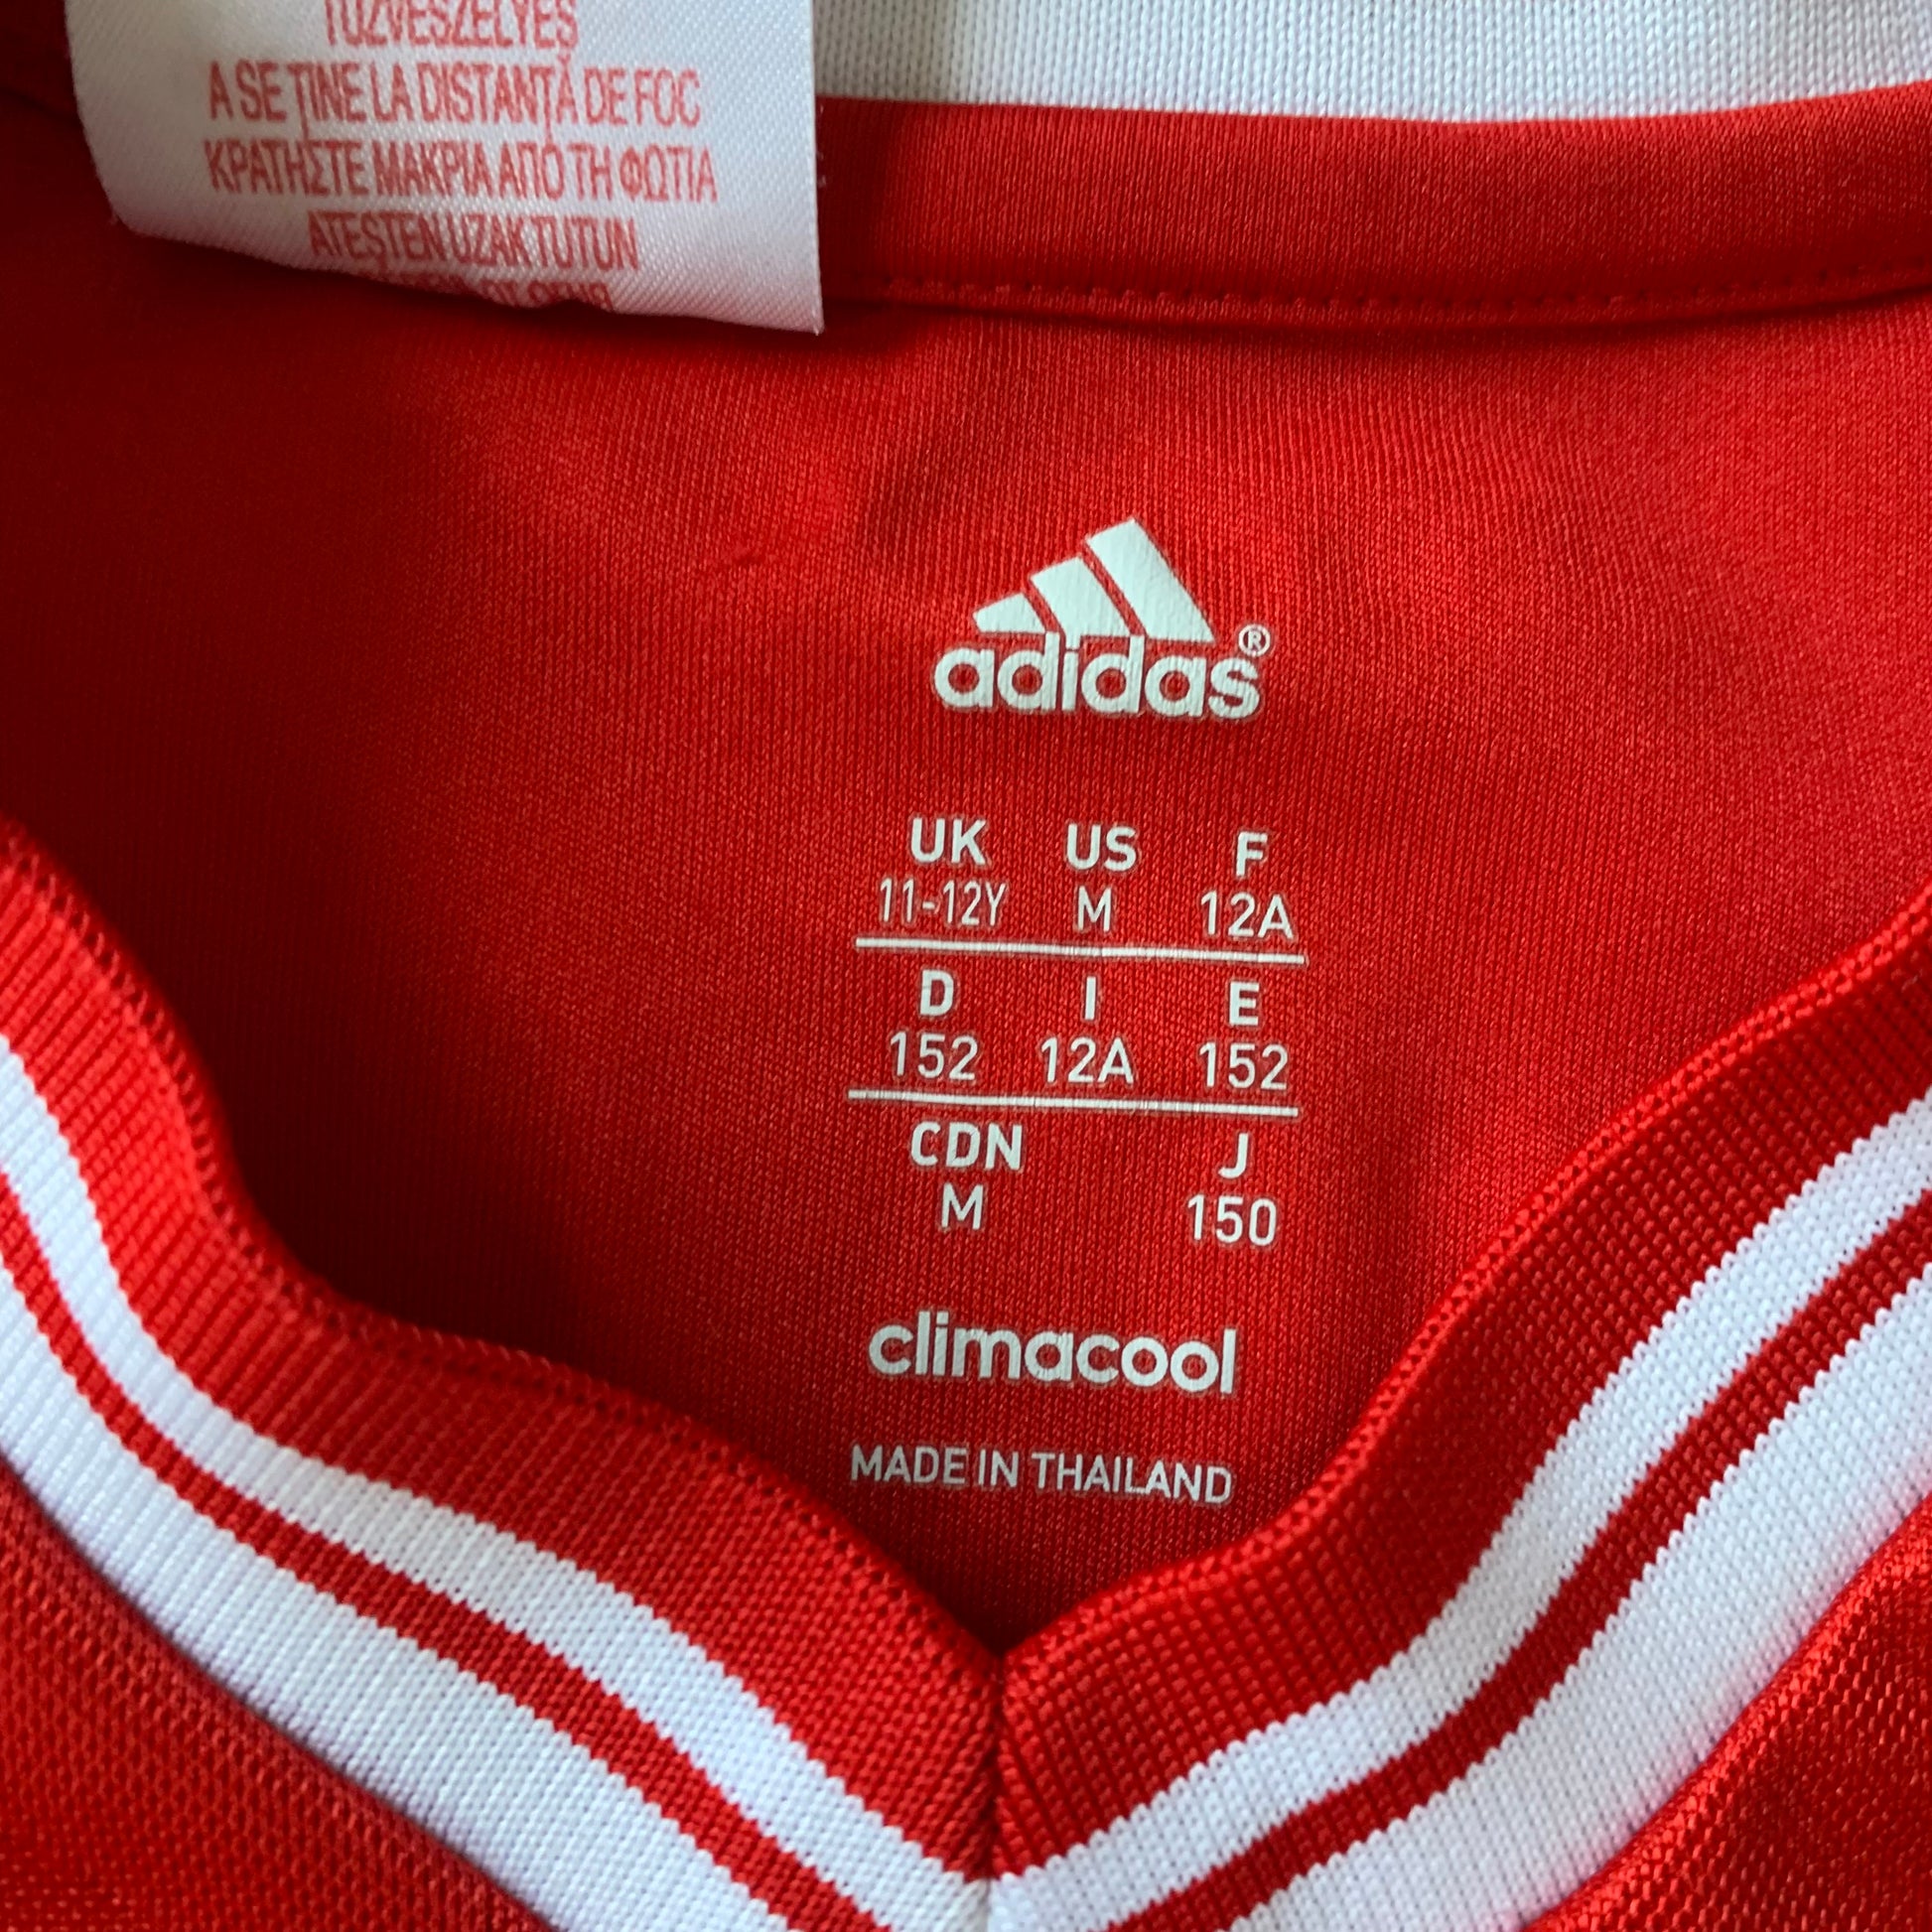 TŰZVESZÉLYES
A SE ȚINE LA DISTANȚĂ DE FOC
ΚΡΑΤΗΣΤΕ ΜΑΚΡΙΑ ΑΠΟ ΤΗ ΦΩΤΙΑ
ATEŞTEN UZAK TUTUN
adidas®
UK US F
11-12Y M 12A
D I E
152 12A 152
CDN J
M 150
climacool
MADE IN THAILAND